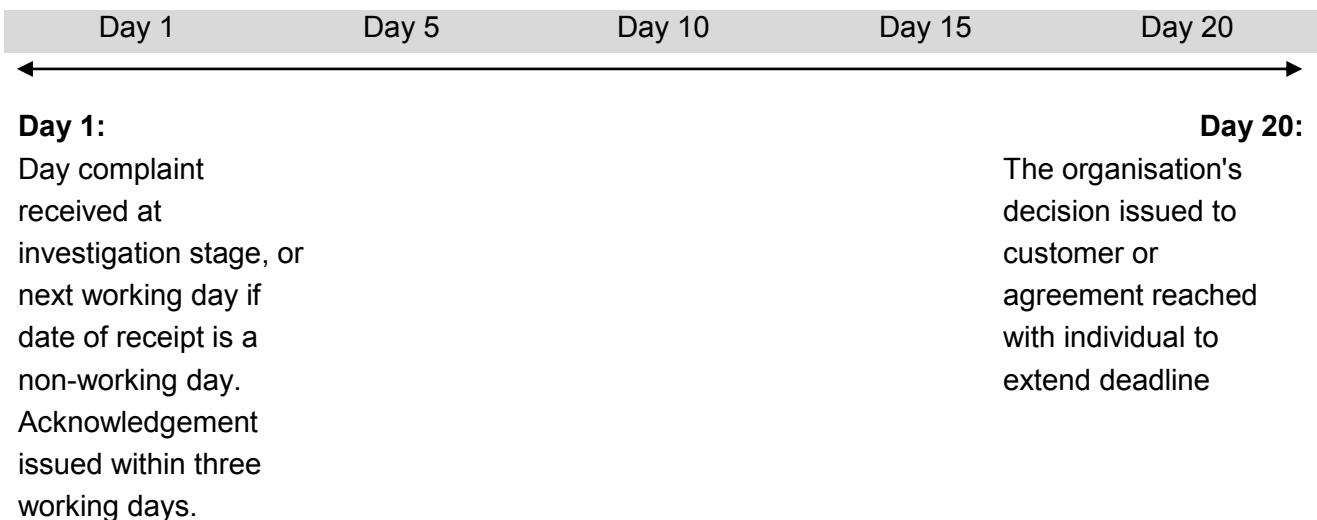 Day 1 Day 5 Day 10 Day 15 Day 20
Day 1:
Day complaint
received at
investigation stage, or
next working day if
date of receipt is a
non-working day.
Acknowledgement
issued within three
working days.
Day 20:
The organisation's
decision issued to
customer or
agreement reached
with individual to
extend deadline